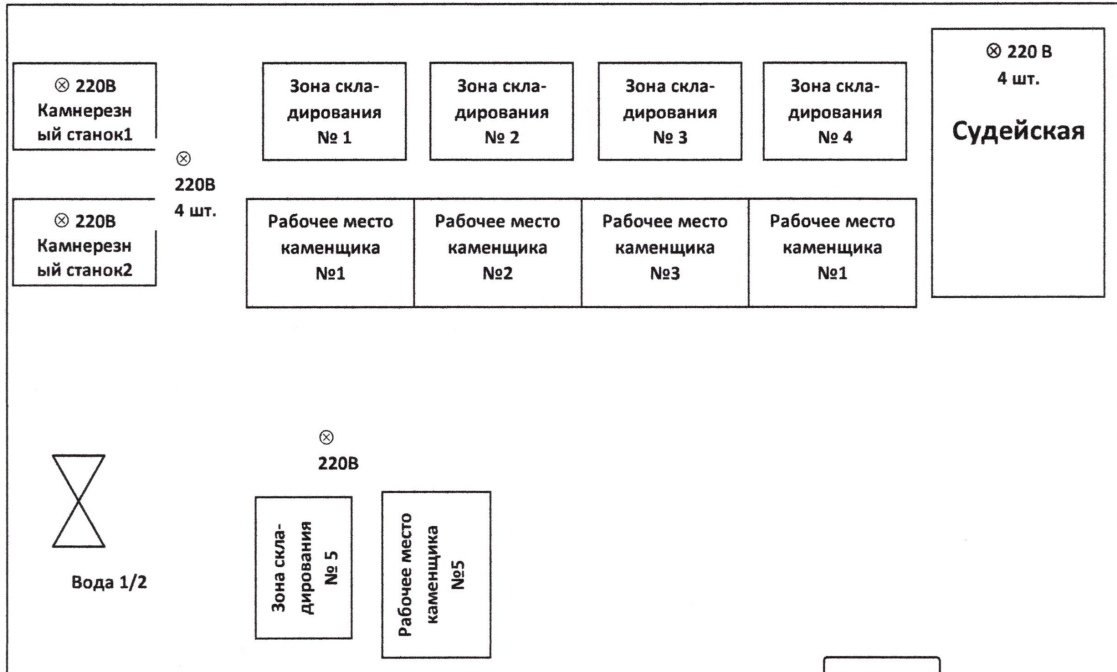 ⊗ 220В
Камнерезн
ый станок1
⊗
220В
4 шт.
⊗ 220В
Камнерезн
ый станок2
Зона скла-
дирования
№ 1
Зона скла-
дирования
№ 2
Зона скла-
дирования
№ 3
Зона скла-
дирования
№ 4
⊗ 220 В
4 шт.
Судейская
Рабочее место
каменщика
№1
Рабочее место
каменщика
№2
Рабочее место
каменщика
№3
Рабочее место
каменщика
№1
⊗
220В
Вода 1/2
Зона скла-
дирования
№ 5
Рабочее место
каменщика
№5